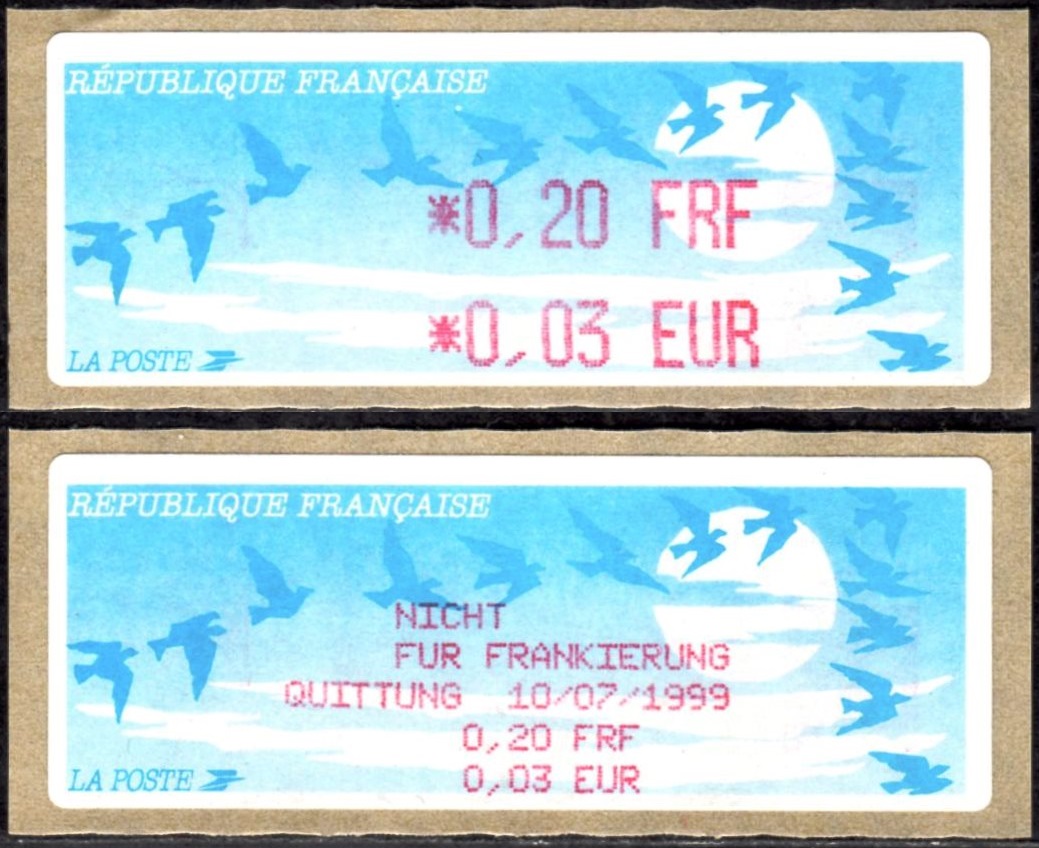 RÉPUBLIQUE FRANÇAISE
*0,20 FRF
*0,03 EUR
LA POSTE
RÉPUBLIQUE FRANÇAISE
NICHT
FUR FRANKIERUNG
QUITTUNG 10/07/1999
0,20 FRF
0,03 EUR
LA POSTE